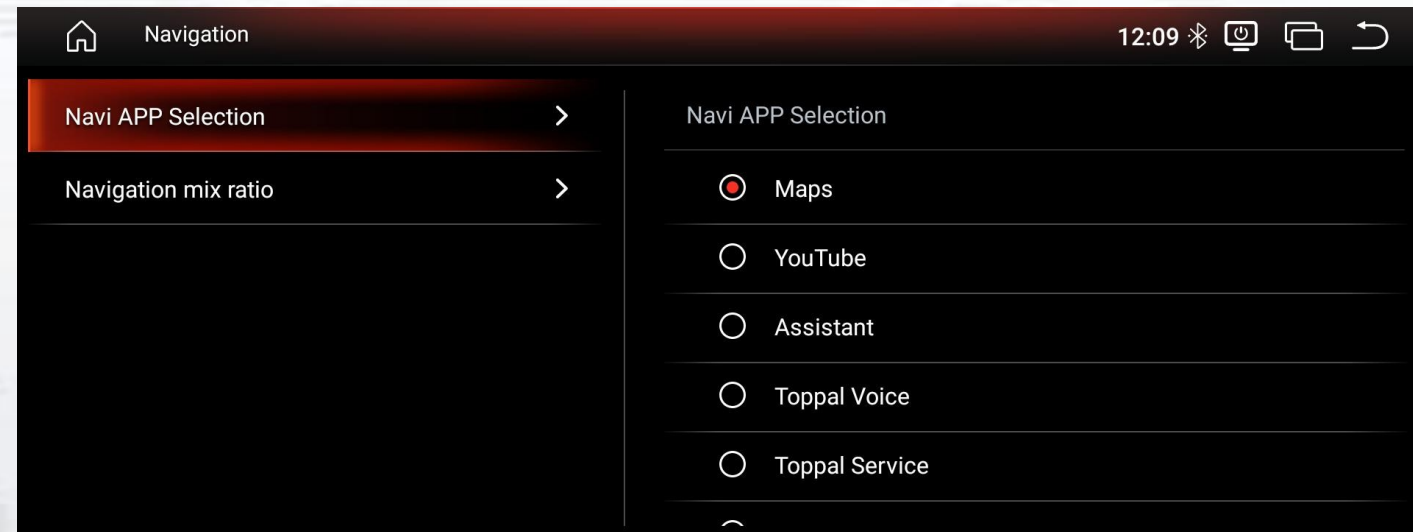 Navigation
12:09
Navi APP Selection
Navigation mix ratio
Navi APP Selection
Maps
YouTube
Assistant
Toppal Voice
Toppal Service